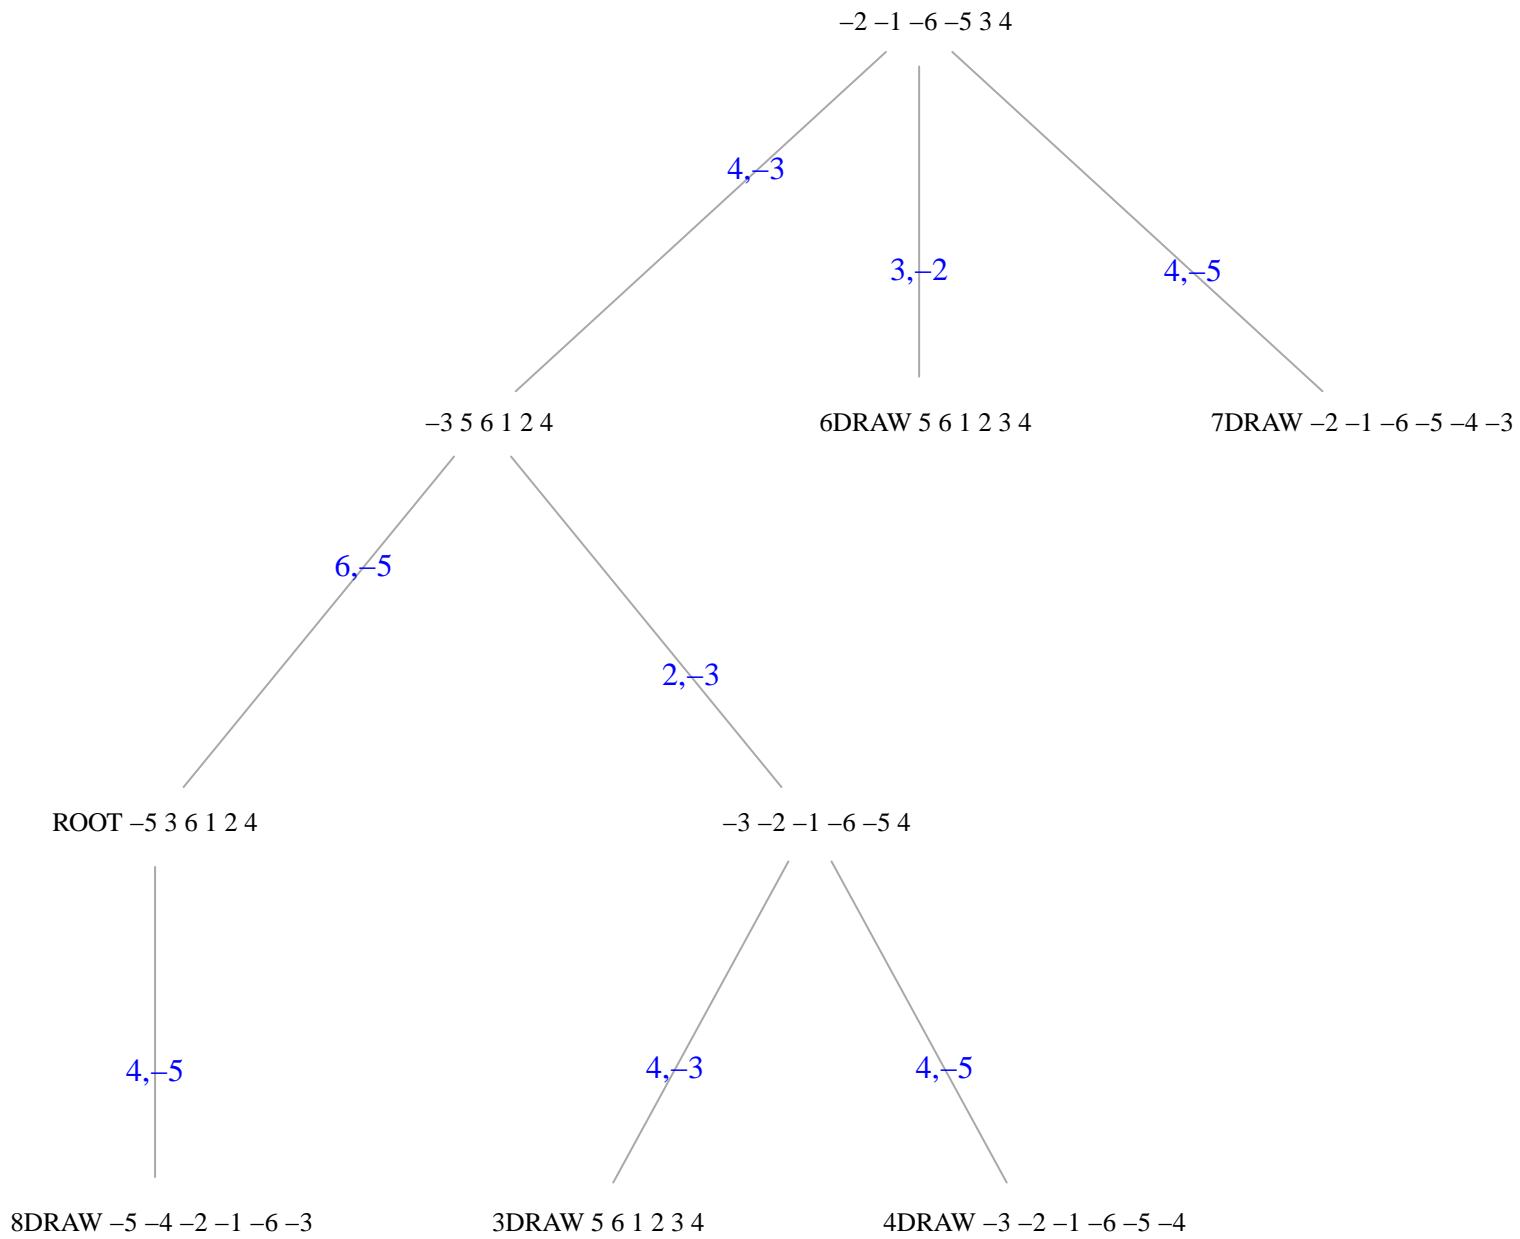 –2 –1 –6 –5 3 4
4,–3
3,–2
4,–5
–3 5 6 1 2 4
6DRAW 5 6 1 2 3 4
7DRAW –2 –1 –6 –5 –4 –3
6,–5
2,–3
ROOT –5 3 6 1 2 4
–3 –2 –1 –6 –5 4
4,–5
4,–3
4,–5
8DRAW –5 –4 –2 –1 –6 –3
3DRAW 5 6 1 2 3 4
4DRAW –3 –2 –1 –6 –5 –4